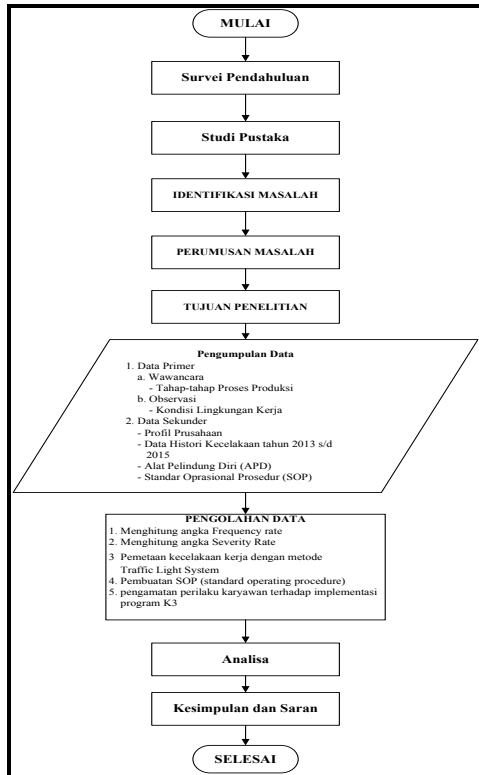 MULAI
Survei Pendahuluan
Studi Pustaka
IDENTIFIKASI MASALAH
PERUMUSAN MASALAH
TUJUAN PENELITIAN
Pengumpulan Data
1. Data Primer
a. Wawancara
- Tahap-tahap Proses Produksi
b. Observasi
- Kondisi Lingkungan Kerja
2. Data Sekunder
- Profil Prusahaan
- Data Histori Kecelakaan tahun 2013 s/d
2015
- Alat Pelindung Diri (APD)
- Standar Oprasional Prosedur (SOP)
PENGOLAHAN DATA
1. Menghitung angka Frequency rate
2. Menghitung angka Severity Rate
3 Pemetaan kecelakaan kerja dengan metode
Traffic Light System
4. Pembuatan SOP (standard operating procedure)
5. pengamatan perilaku karyawan terhadap implementasi
program K3
Analisa
Kesimpulan dan Saran
SELESAI